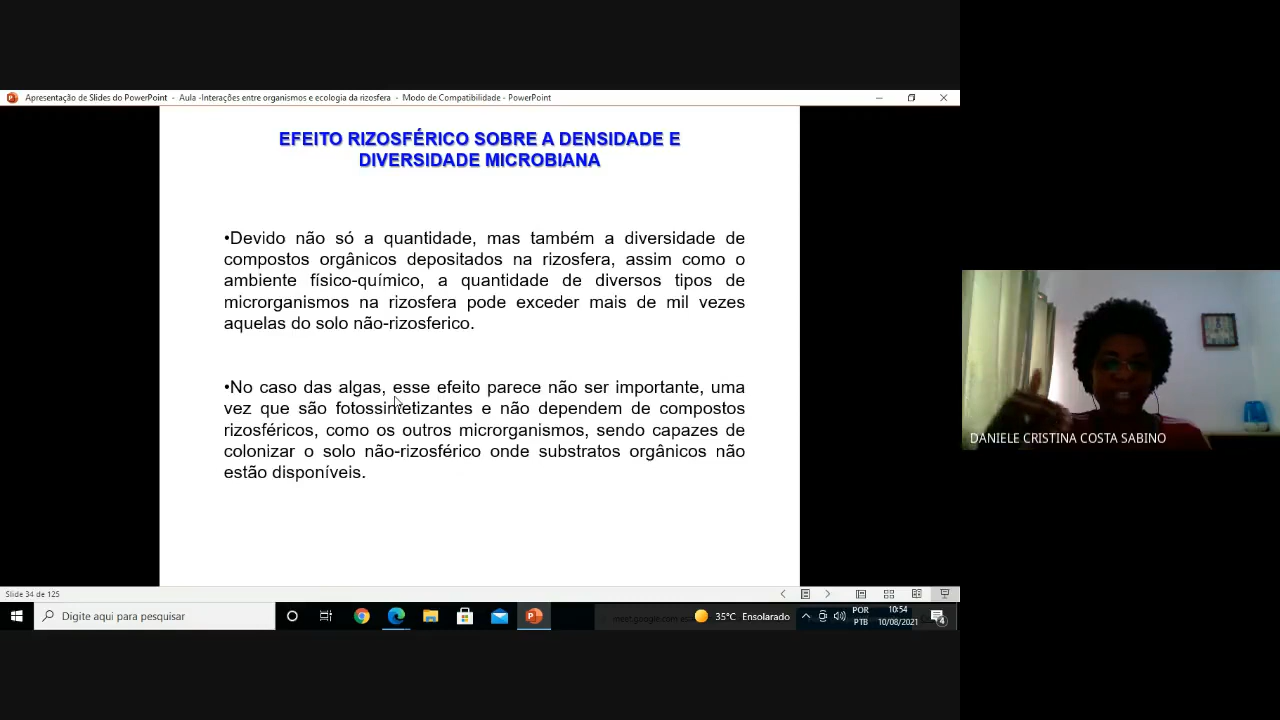 Apresentação de Slides do PowerPoint - Aula -Interações entre organismos e ecologia da rizosfera - Modo de Compatibilidade - PowerPoint
EFEITO RIZOSFÉRICO SOBRE A DENSIDADE E
DIVERSIDADE MICROBIANA
•Devido não só a quantidade, mas também a diversidade de
compostos orgânicos depositados na rizosfera, assim como o
ambiente físico-químico, a quantidade de diversos tipos de
microrganismos na rizosfera pode exceder mais de mil vezes
aquelas do solo não-rizosferico.
•No caso das algas, esse efeito parece não ser importante, uma
vez que são fotossintetizantes e não dependem de compostos
rizosféricos, como os outros microrganismos, sendo capazes de
colonizar o solo não-rizosférico onde substratos orgânicos não
estão disponíveis.
DANIELE CRISTINA COSTA SABINO
Slide 34 de 125
Digite aqui para pesquisar
35°C Ensolarado
POR
PTB
10:54
10/08/2021
4